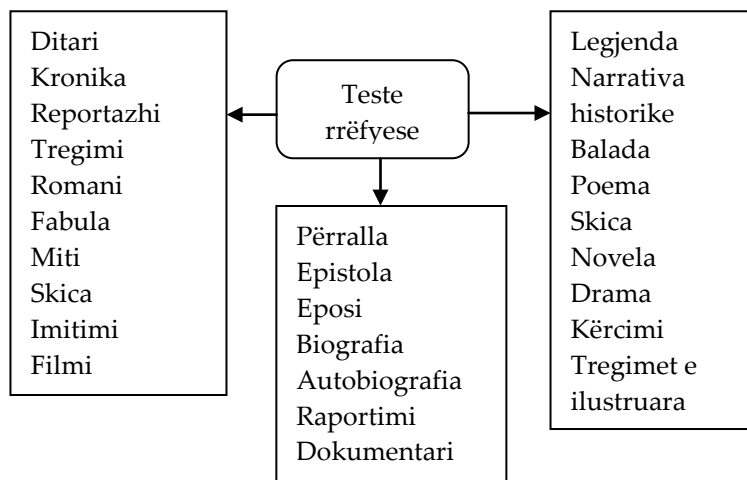 Ditari
Kronika
Reportazhi
Tregimi
Romani
Fabula
Miti
Skica
Imitimi
Filmi
Teste
rrëfyese
Përralla
Epistola
Eposi
Biografia
Autobiografia
Raportimi
Dokumentari
Legjenda
Narrativa
historike
Balada
Poema
Skica
Novela
Drama
Kërcimi
Tregimet e
ilustruara